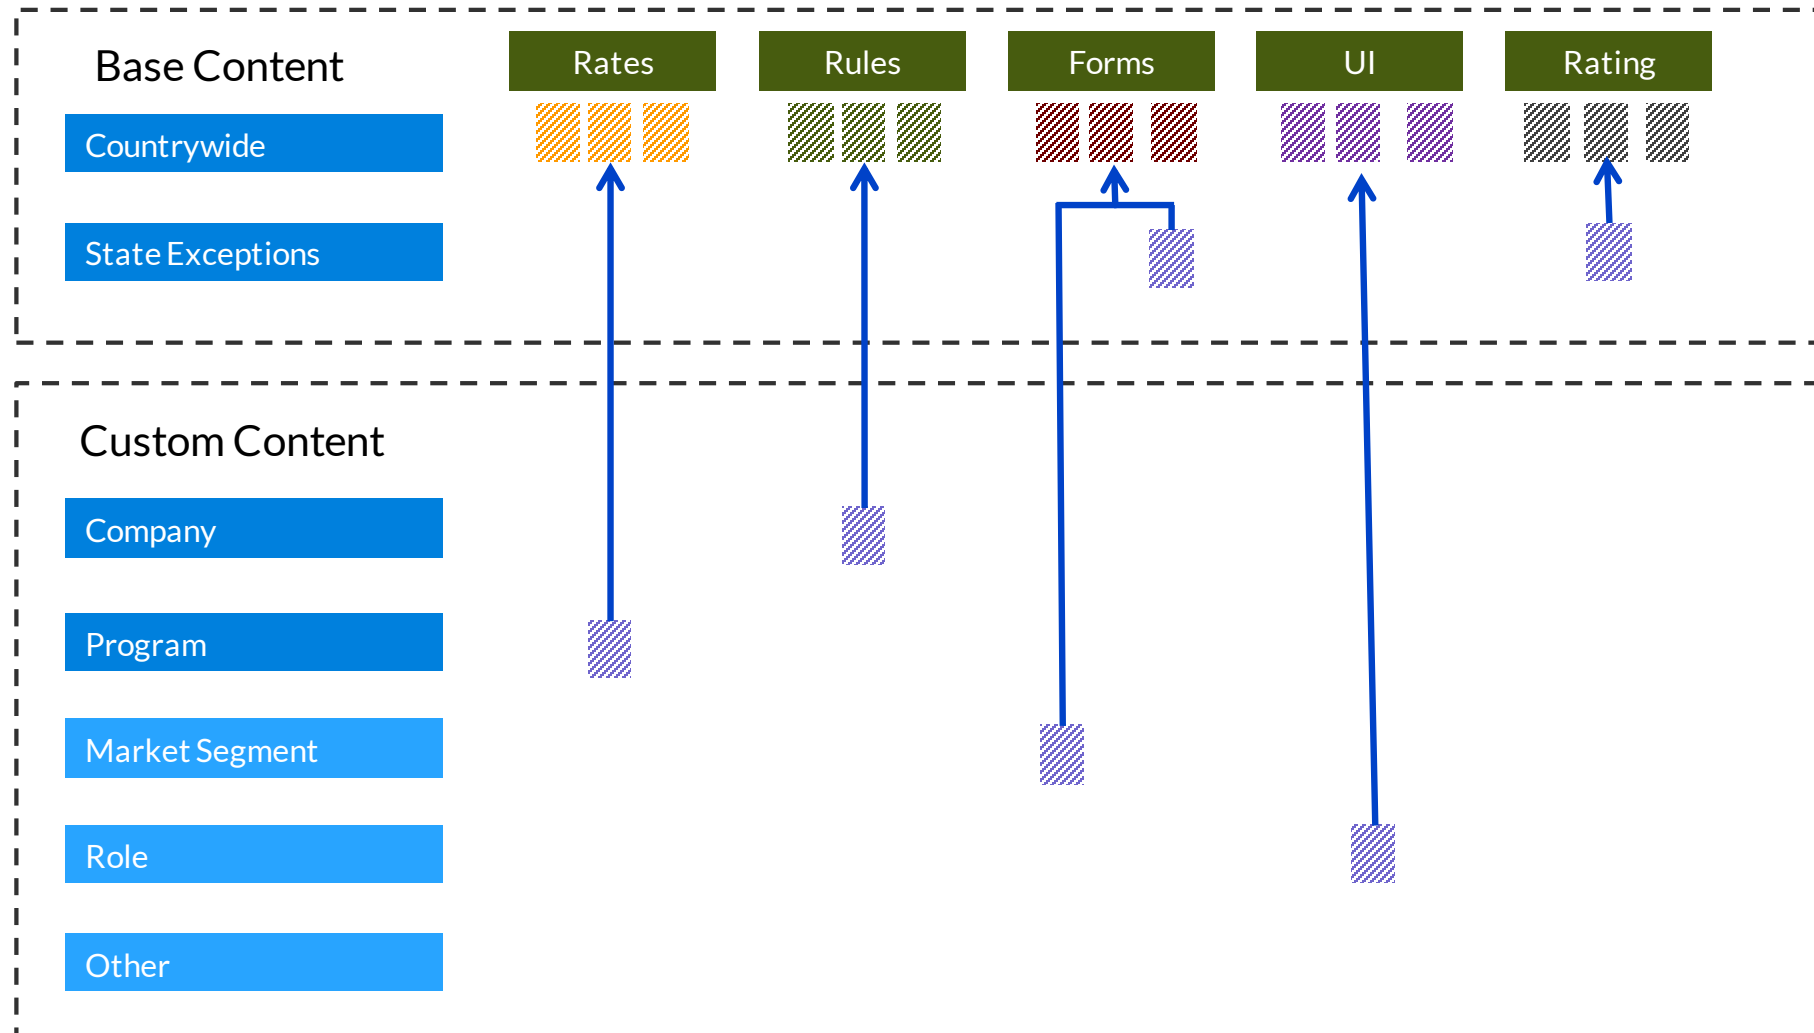 Base Content
Rates
Rules
Forms
UI
Rating
Countrywide
State Exceptions
Custom Content
Company
Program
Market Segment
Role
Other